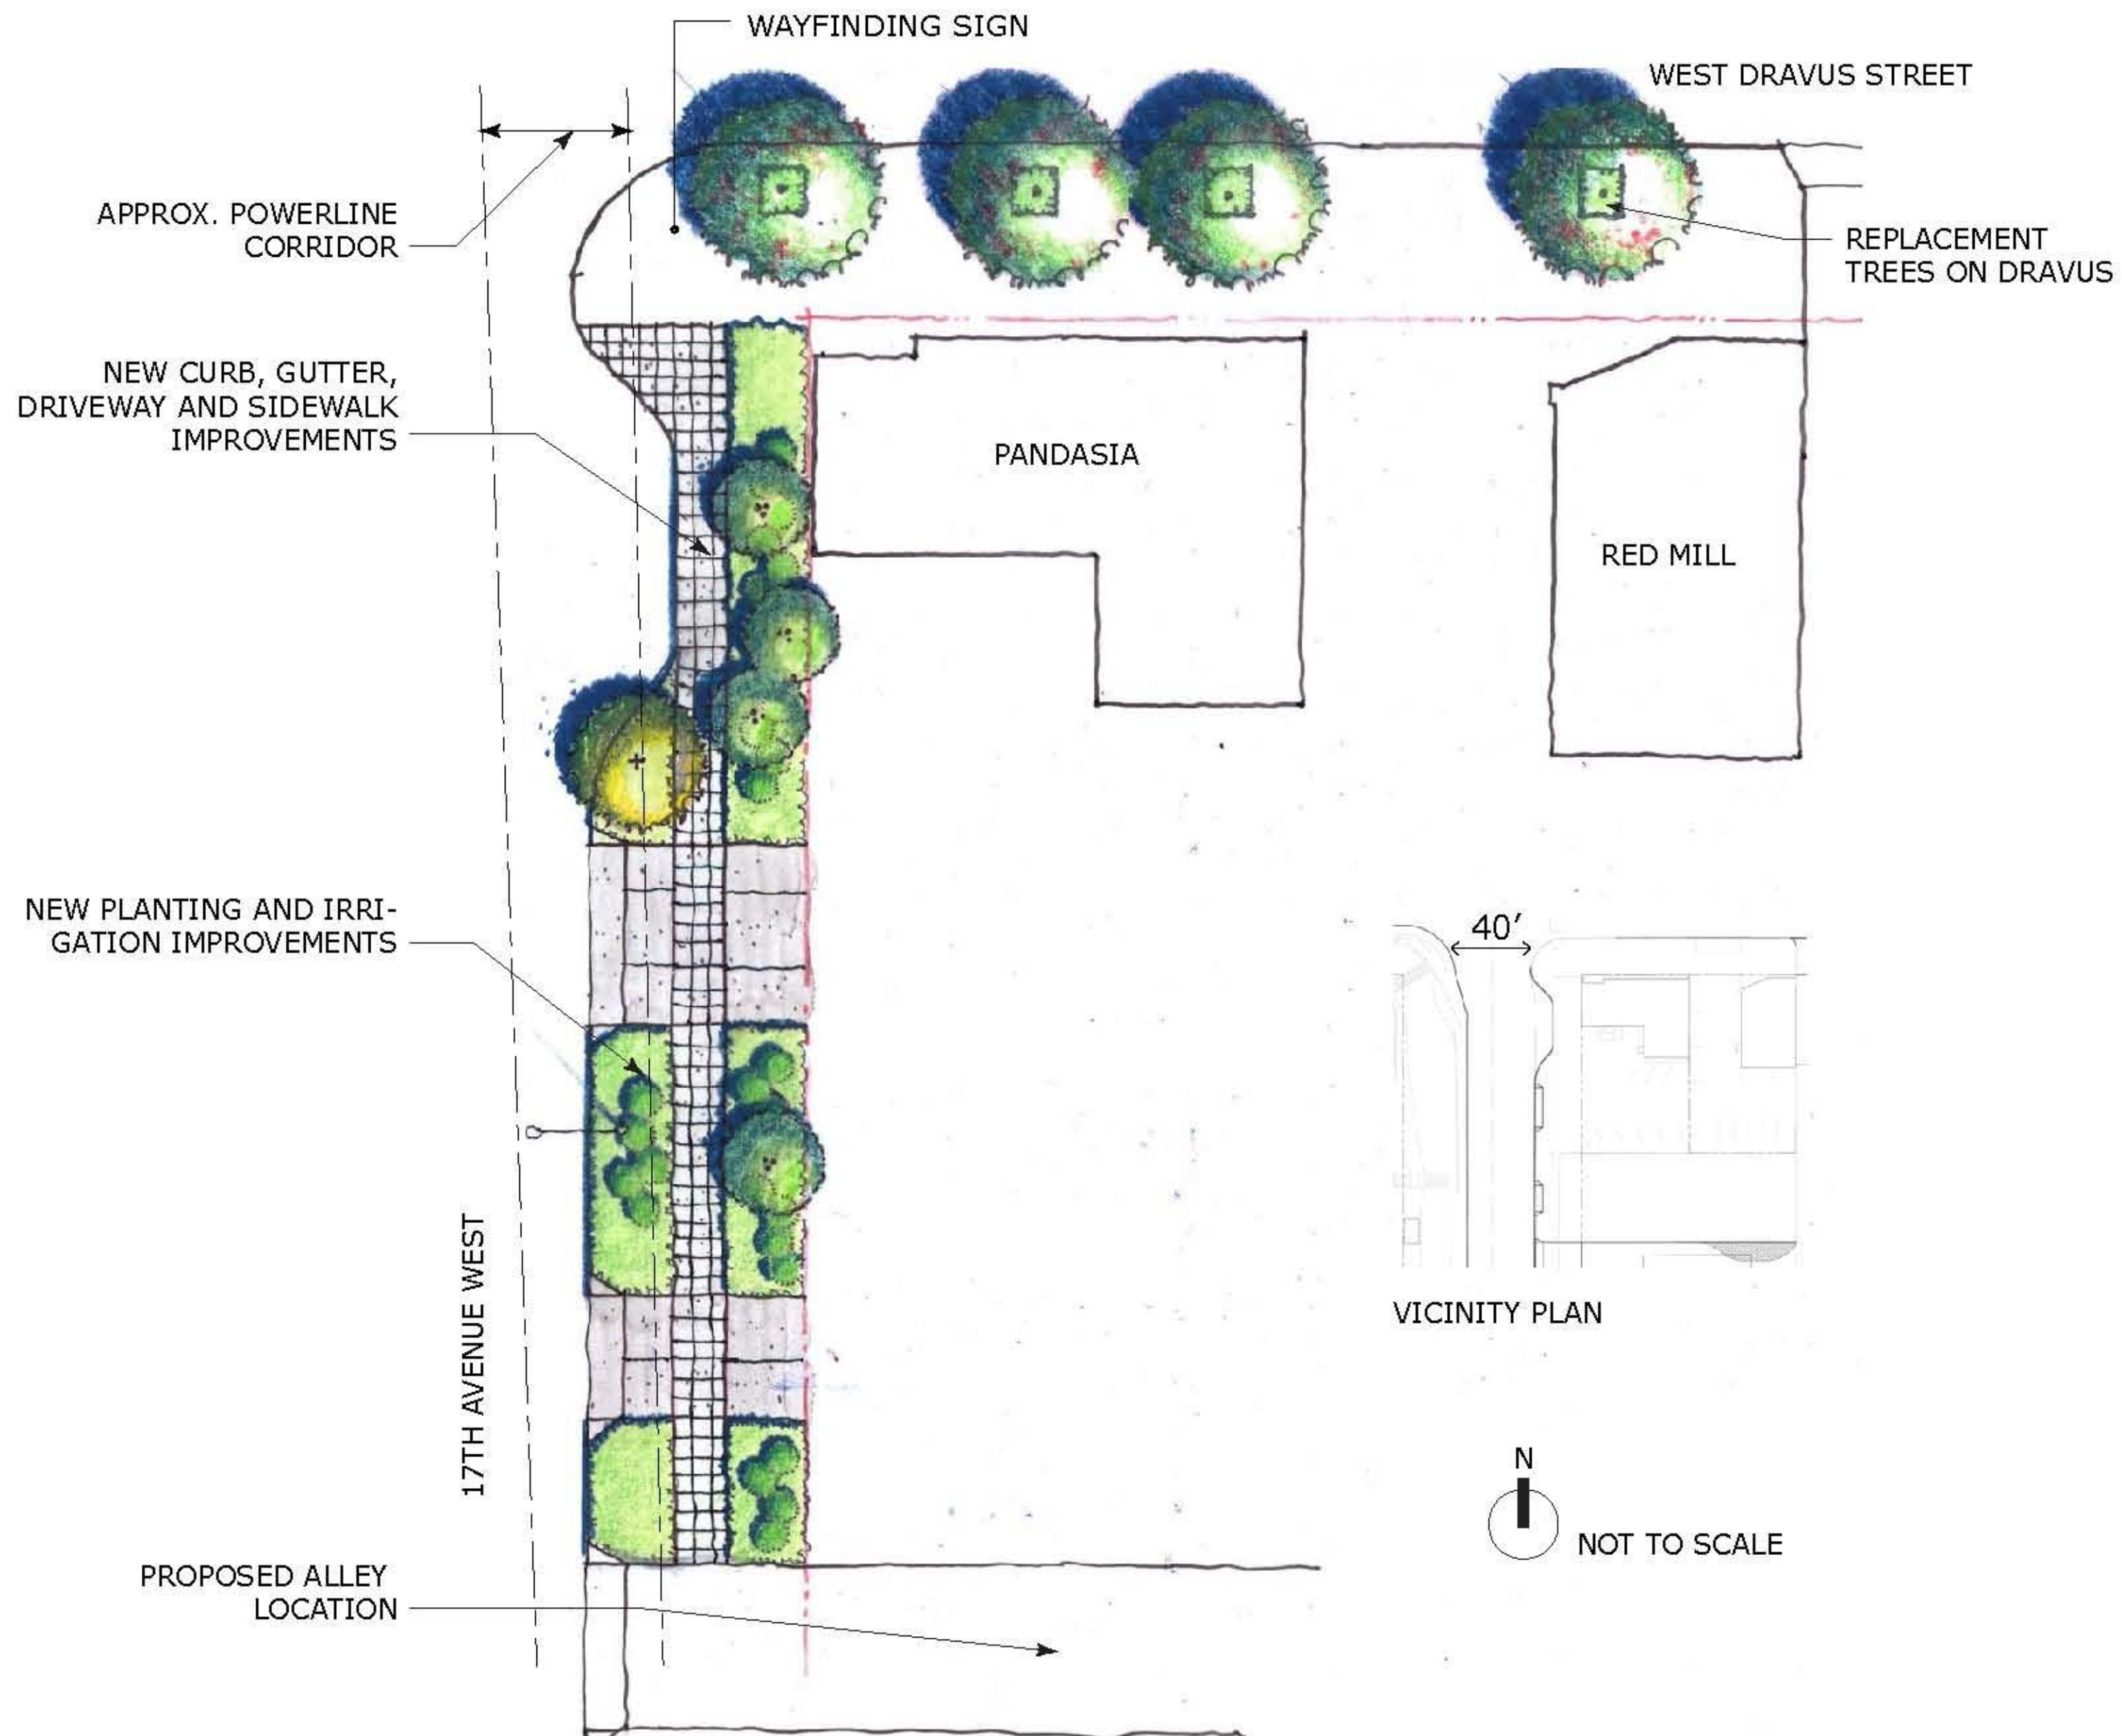 WAYFINDING SIGN
WEST DRAVUS STREET
APPROX. POWERLINE
CORRIDOR
REPLACEMENT
TREES ON DRAVUS
NEW CURB, GUTTER,
DRIVEWAY AND SIDEWALK
IMPROVEMENTS
PANDASIA
RED MILL
NEW PLANTING AND IRRI-
GATION IMPROVEMENTS
40’
17TH AVENUE WEST
VICINITY PLAN
N
NOT TO SCALE
PROPOSED ALLEY
LOCATION